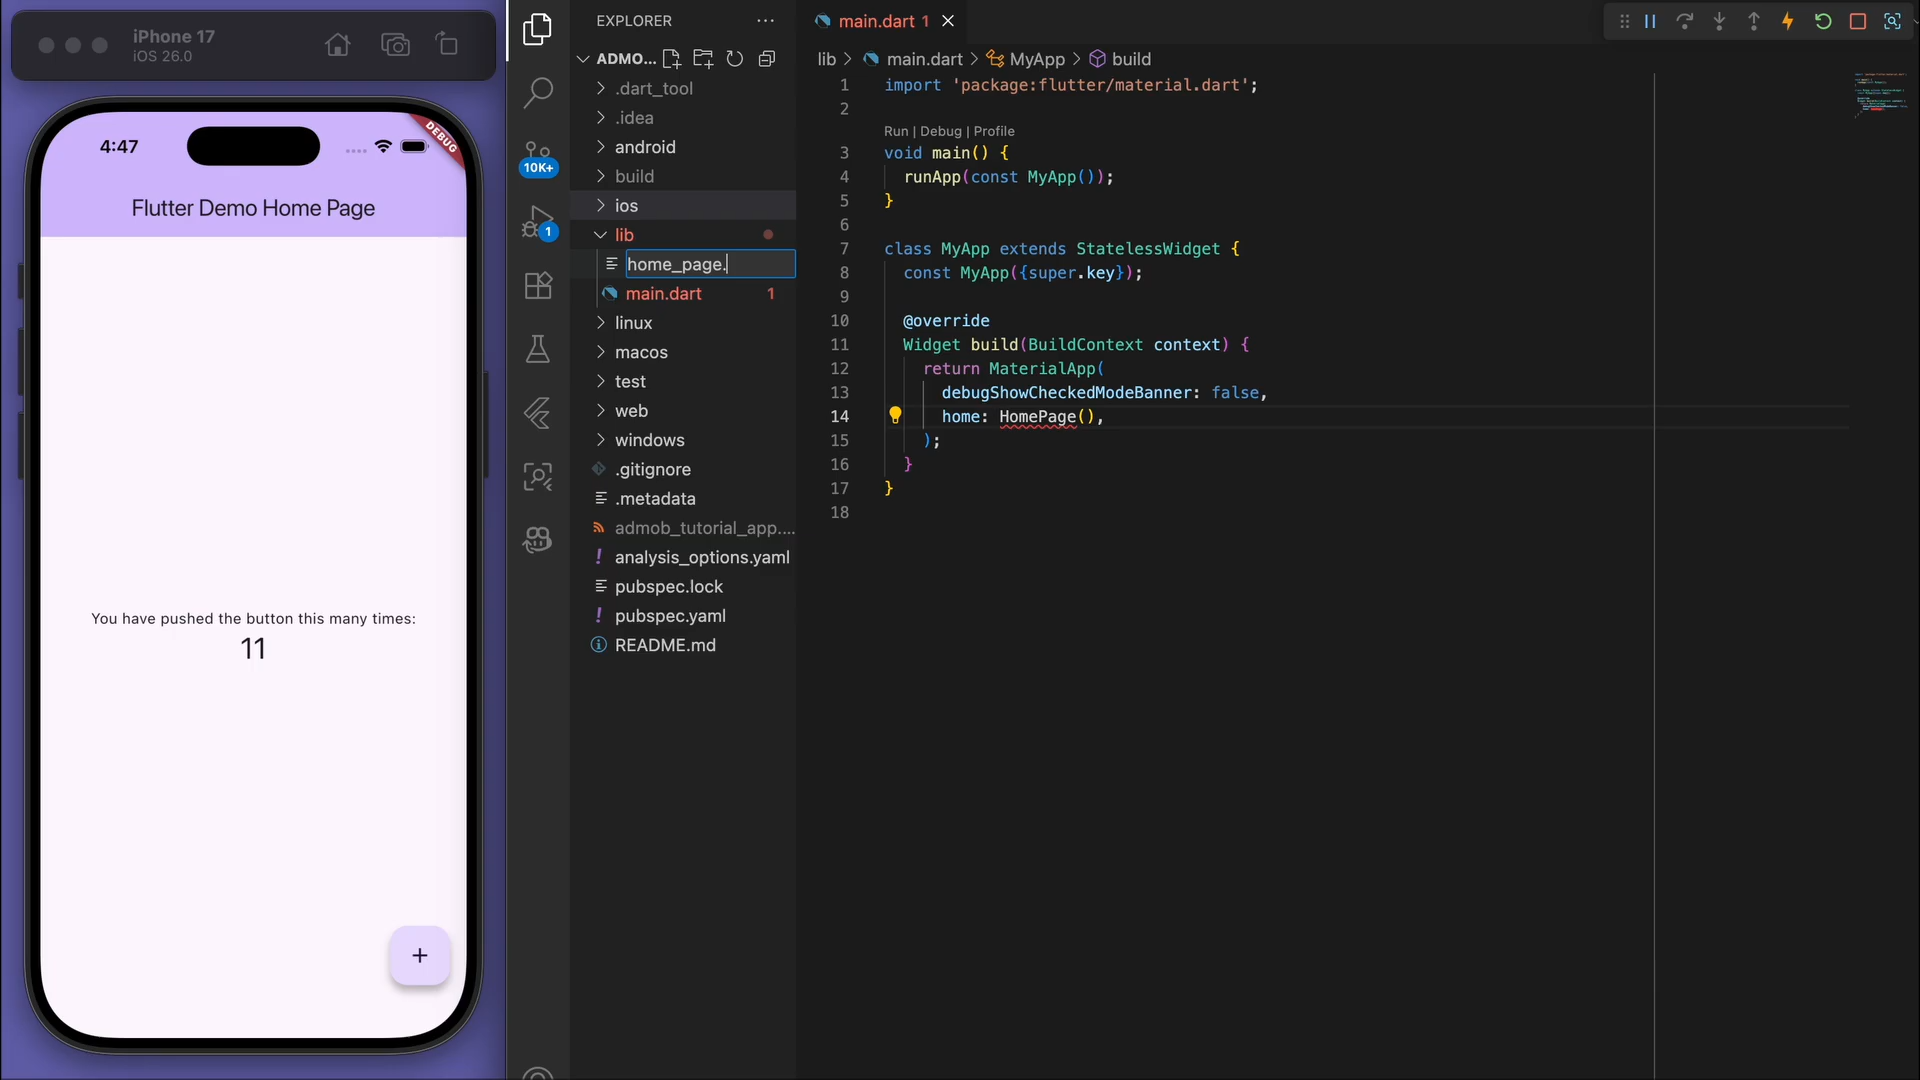 iPhone 17
iOS 26.0
4:47
DEBUG
Flutter Demo Home Page
You have pushed the button this many times:
11
+
10K+
1
EXPLORER
ADMO...
.dart_tool
.idea
android
build
ios
lib
home_page.
main.dart 1
linux
macos
test
web
windows
.gitignore
.metadata
admob_tutorial_app....
analysis_options.yaml
pubspec.lock
pubspec.yaml
README.md
main.dart 1
lib > main.dart > MyApp > build
1 import 'package:flutter/material.dart';
2
Run | Debug | Profile
3 void main() {
4 runApp(const MyApp());
5 }
6
7 class MyApp extends StatelessWidget {
8 const MyApp({super.key});
9
10 @override
11 Widget build(BuildContext context) {
12 return MaterialApp(
13 debugShowCheckedModeBanner: false,
14 home: HomePage(),
15 );
16 }
17 }
18